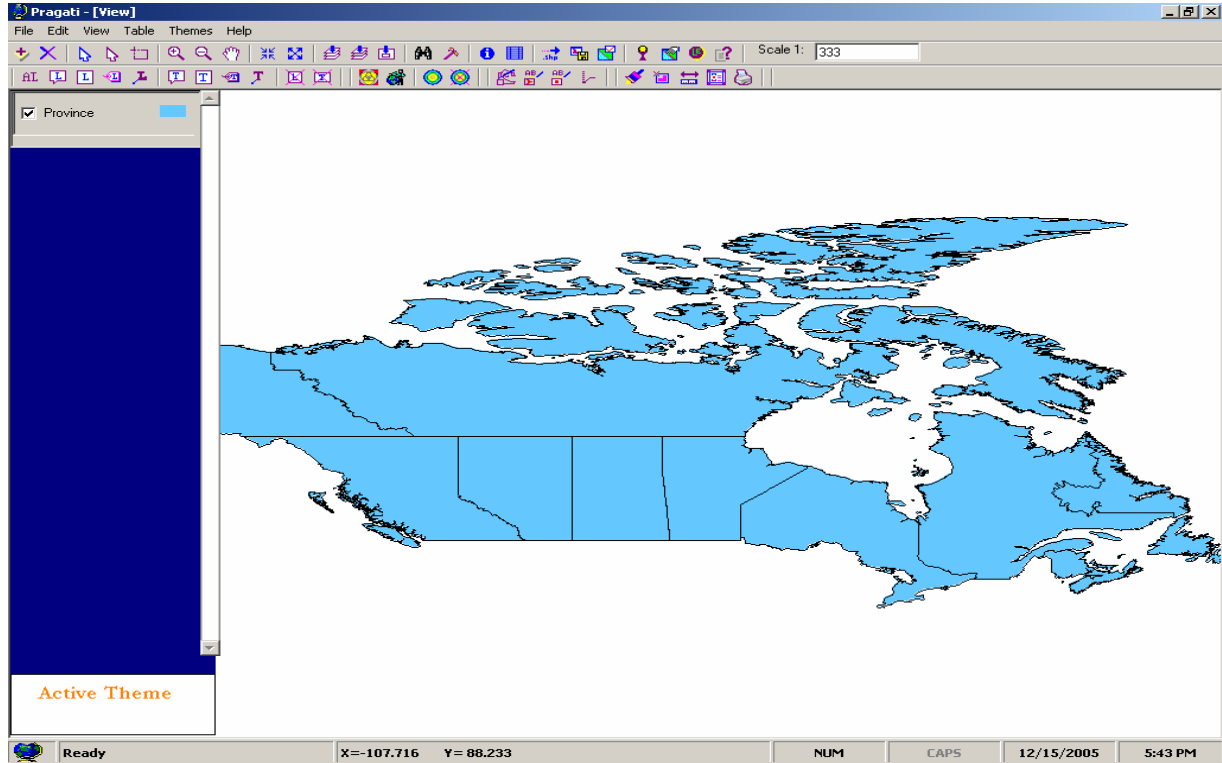 Pragati - [View]
File Edit View Table Themes Help
Scale 1: 333
Province
Active Theme
Ready X=-107.716 Y= 88.233 NUM CAPS 12/15/2005 5:43 PM